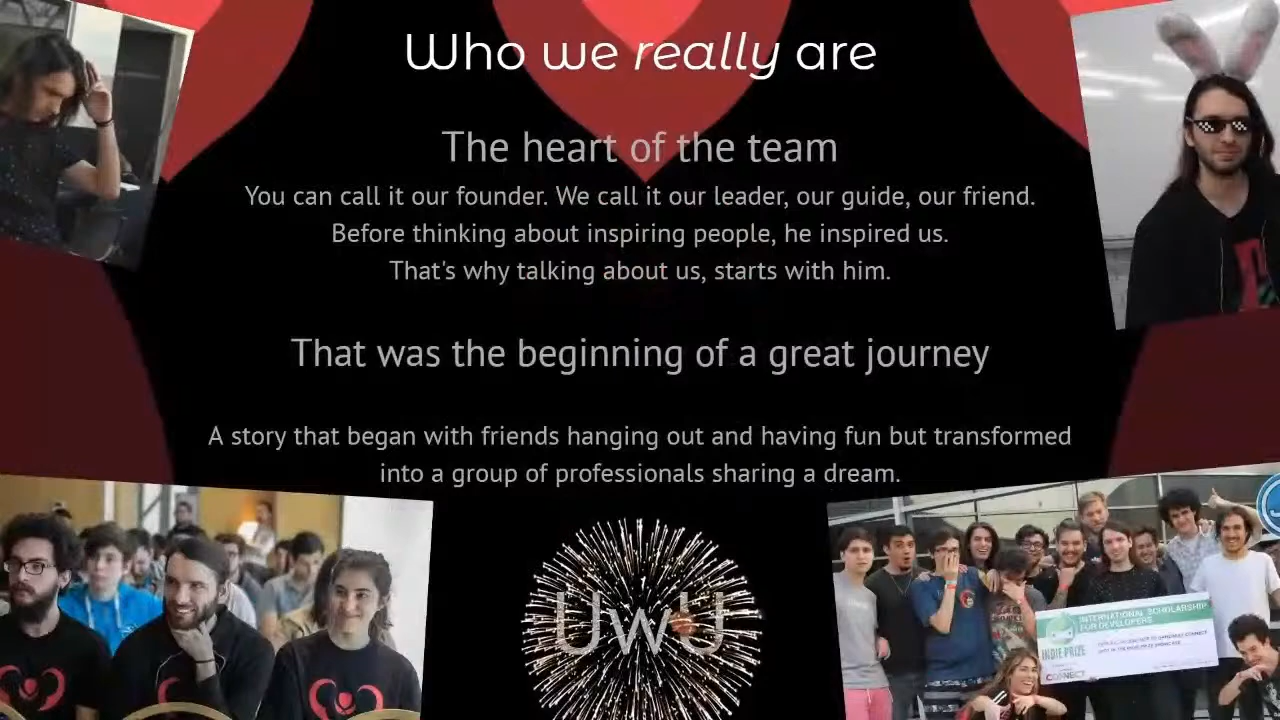 Who we really are
The heart of the team
You can call it our founder. We call it our leader, our guide, our friend.
Before thinking about inspiring people, he inspired us.
That's why talking about us, starts with him.
That was the beginning of a great journey
A story that began with friends hanging out and having fun but transformed
into a group of professionals sharing a dream.
UwU
INTERNATIONAL SCHOLARSHIP
FOR DEVELOPERS
INDIE PRIZE